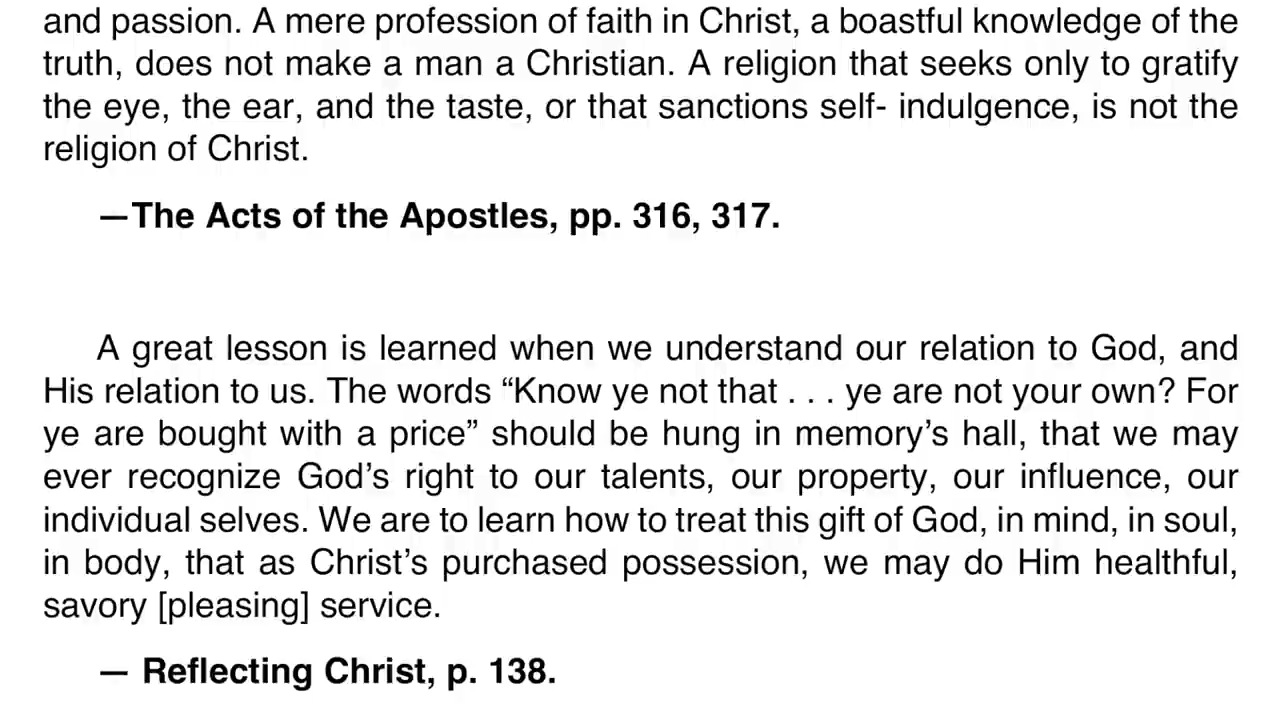 and passion. A mere profession of faith in Christ, a boastful knowledge of the
truth, does not make a man a Christian. A religion that seeks only to gratify
the eye, the ear, and the taste, or that sanctions self- indulgence, is not the
religion of Christ.
—The Acts of the Apostles, pp. 316, 317.
A great lesson is learned when we understand our relation to God, and
His relation to us. The words “Know ye not that . . . ye are not your own? For
ye are bought with a price” should be hung in memory’s hall, that we may
ever recognize God’s right to our talents, our property, our influence, our
individual selves. We are to learn how to treat this gift of God, in mind, in soul,
in body, that as Christ’s purchased possession, we may do Him healthful,
savory [pleasing] service.
— Reflecting Christ, p. 138.